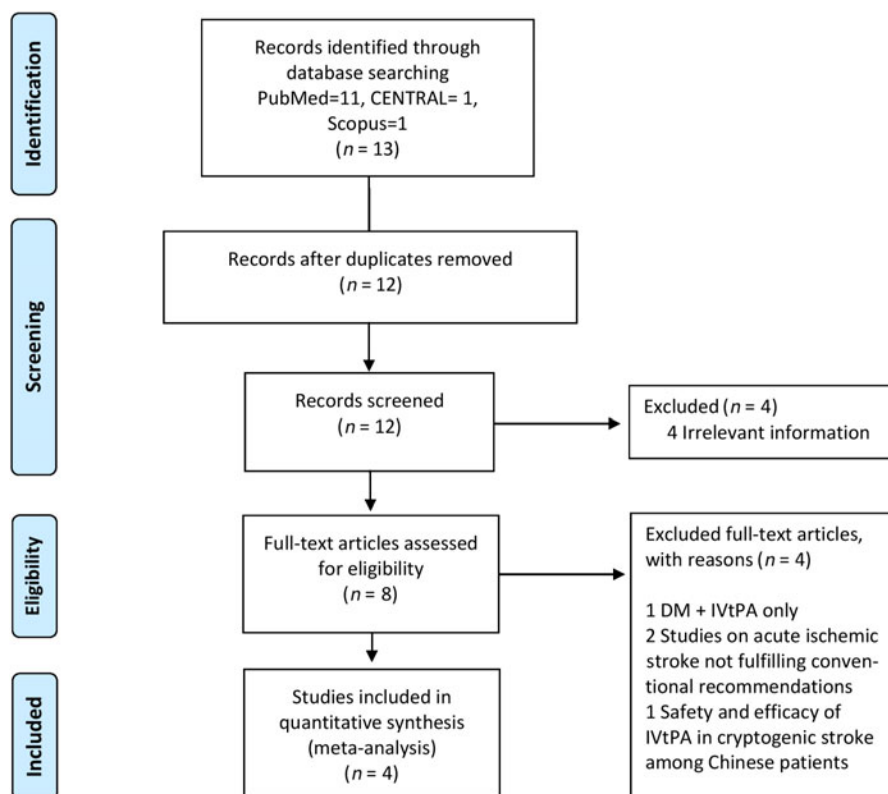 Identification
Records identified through
database searching
PubMed=11, CENTRAL= 1,
Scopus=1
(n = 13)
Screening
Records after duplicates removed
(n = 12)
Records screened
(n = 12)
Excluded (n = 4)
4 Irrelevant information
Eligibility
Full-text articles assessed
for eligibility
(n = 8)
Excluded full-text articles,
with reasons (n = 4)
1 DM + IVtPA only
2 Studies on acute ischemic
stroke not fulfilling conven-
tional recommendations
1 Safety and efficacy of
IVtPA in cryptogenic stroke
among Chinese patients
Included
Studies included in
quantitative synthesis
(meta-analysis)
(n = 4)